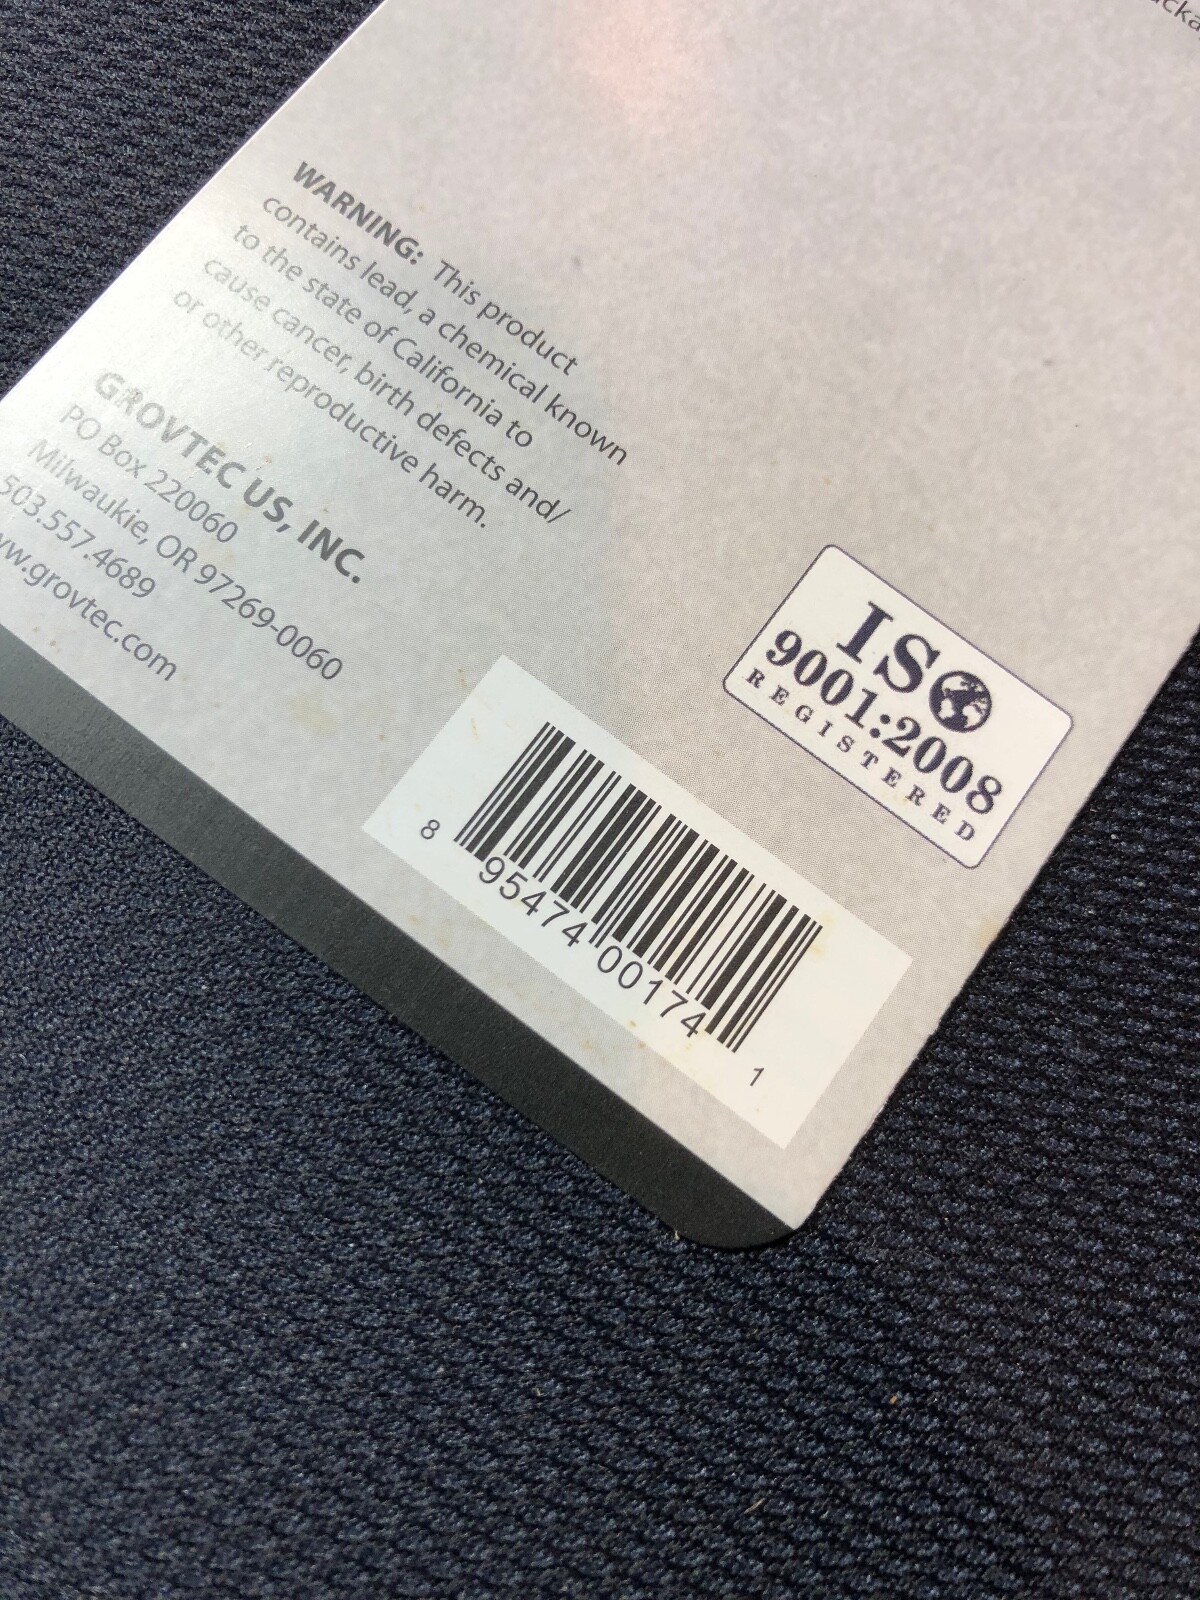 WARNING: This product
contains lead, a chemical known
to the state of California to
cause cancer, birth defects and/
or other reproductive harm.
GROVTEC US, INC.
PO Box 220060
Milwaukie, OR 97269-0060
503.557.4689
www.grovtec.com
ISO
9001:2008
REGISTERED
8 95474 00174 1